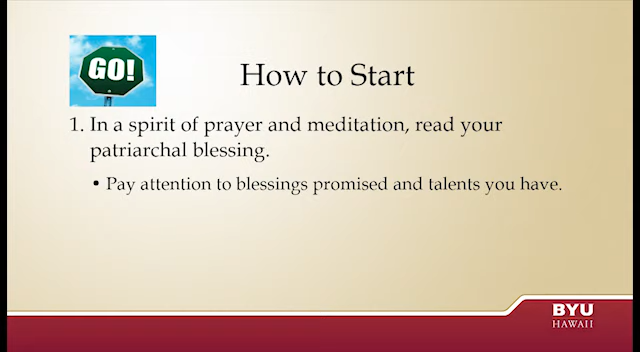 GO!
How to Start
1. In a spirit of prayer and meditation, read your
patriarchal blessing.
• Pay attention to blessings promised and talents you have.
BYU
HAWAII